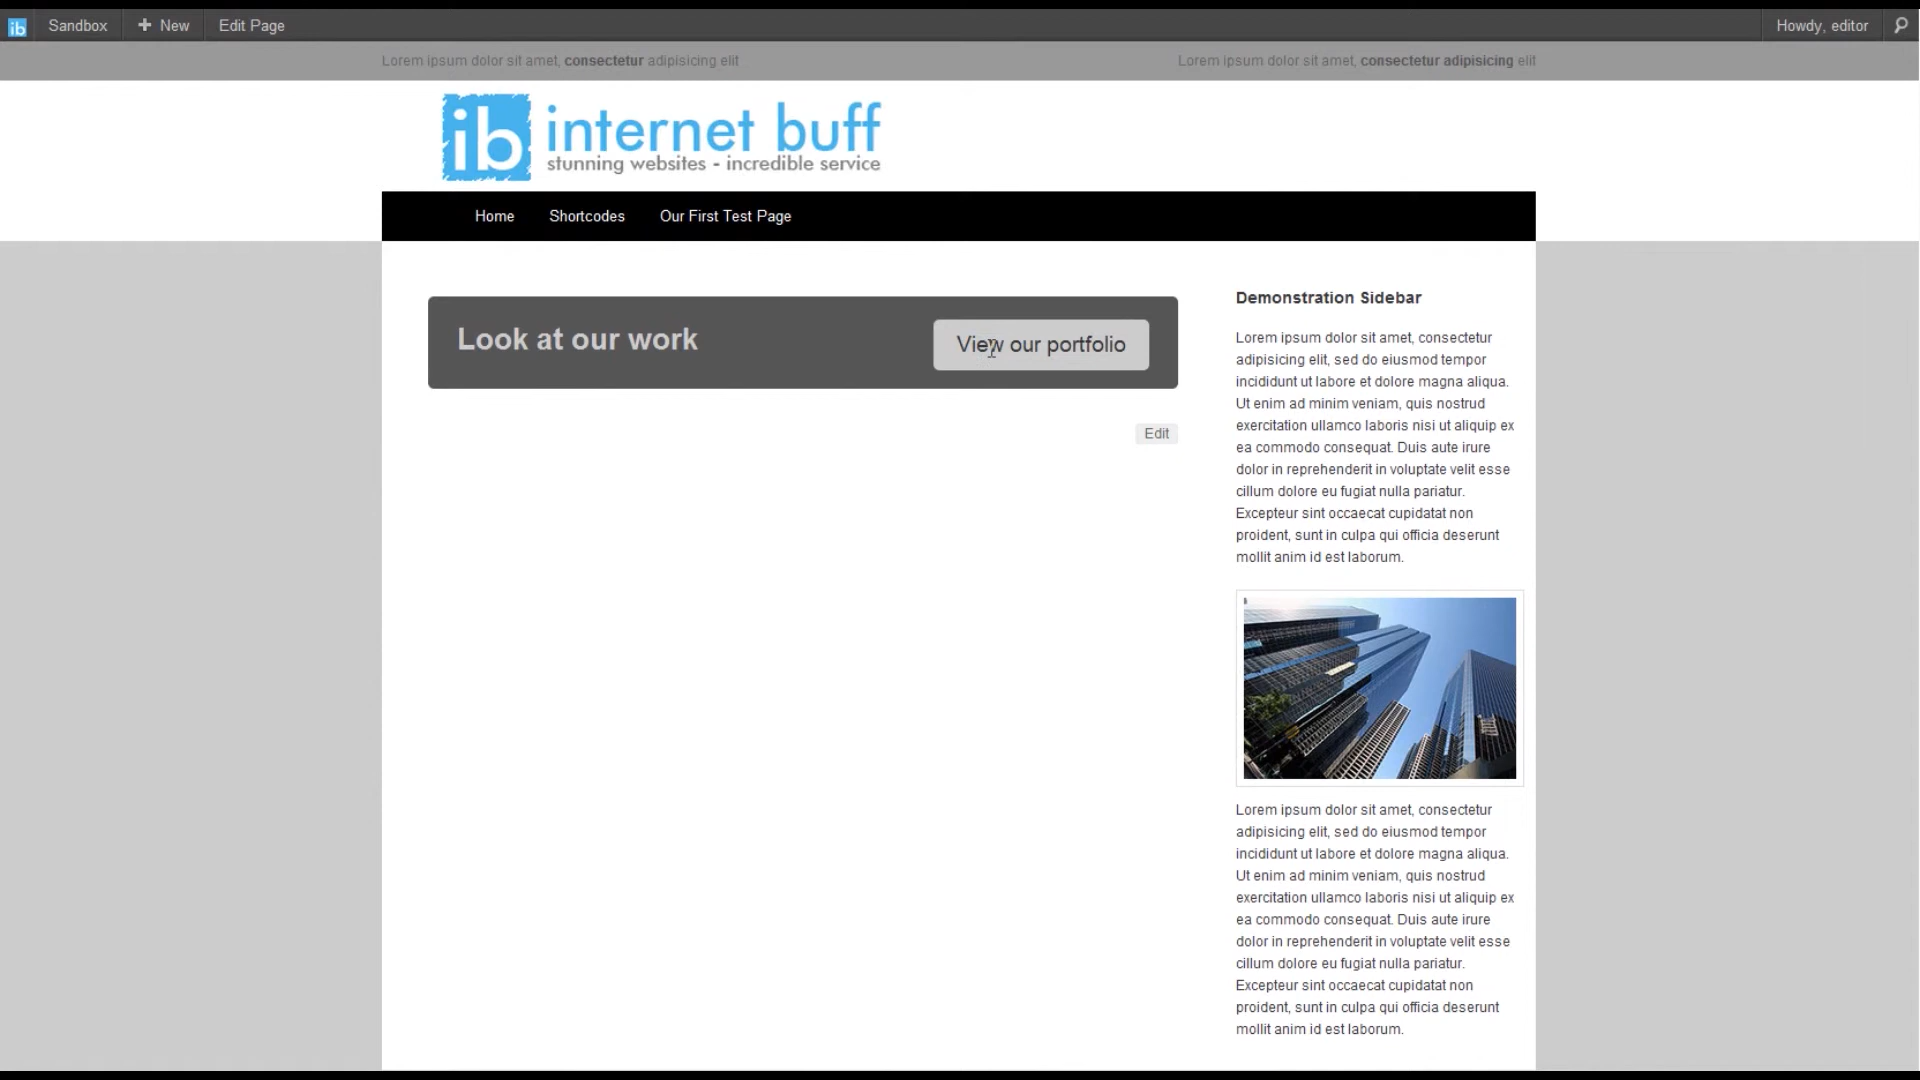 ib
Sandbox
New
Edit Page
Howdy, editor
Lorem ipsum dolor sit amet, consectetur adipisicing elit
Lorem ipsum dolor sit amet, consectetur adipisicing elit
ib
internet buff
stunning websites - incredible service
Home
Shortcodes
Our First Test Page
Look at our work
View our portfolio
Edit
Demonstration Sidebar
Lorem ipsum dolor sit amet, consectetur
adipisicing elit, sed do eiusmod tempor
incididunt ut labore et dolore magna aliqua.
Ut enim ad minim veniam, quis nostrud
exercitation ullamco laboris nisi ut aliquip ex
ea commodo consequat. Duis aute irure
dolor in reprehenderit in voluptate velit esse
cillum dolore eu fugiat nulla pariatur.
Excepteur sint occaecat cupidatat non
proident, sunt in culpa qui officia deserunt
mollit anim id est laborum.
Lorem ipsum dolor sit amet, consectetur
adipisicing elit, sed do eiusmod tempor
incididunt ut labore et dolore magna aliqua.
Ut enim ad minim veniam, quis nostrud
exercitation ullamco laboris nisi ut aliquip ex
ea commodo consequat. Duis aute irure
dolor in reprehenderit in voluptate velit esse
cillum dolore eu fugiat nulla pariatur.
Excepteur sint occaecat cupidatat non
proident, sunt in culpa qui officia deserunt
mollit anim id est laborum.